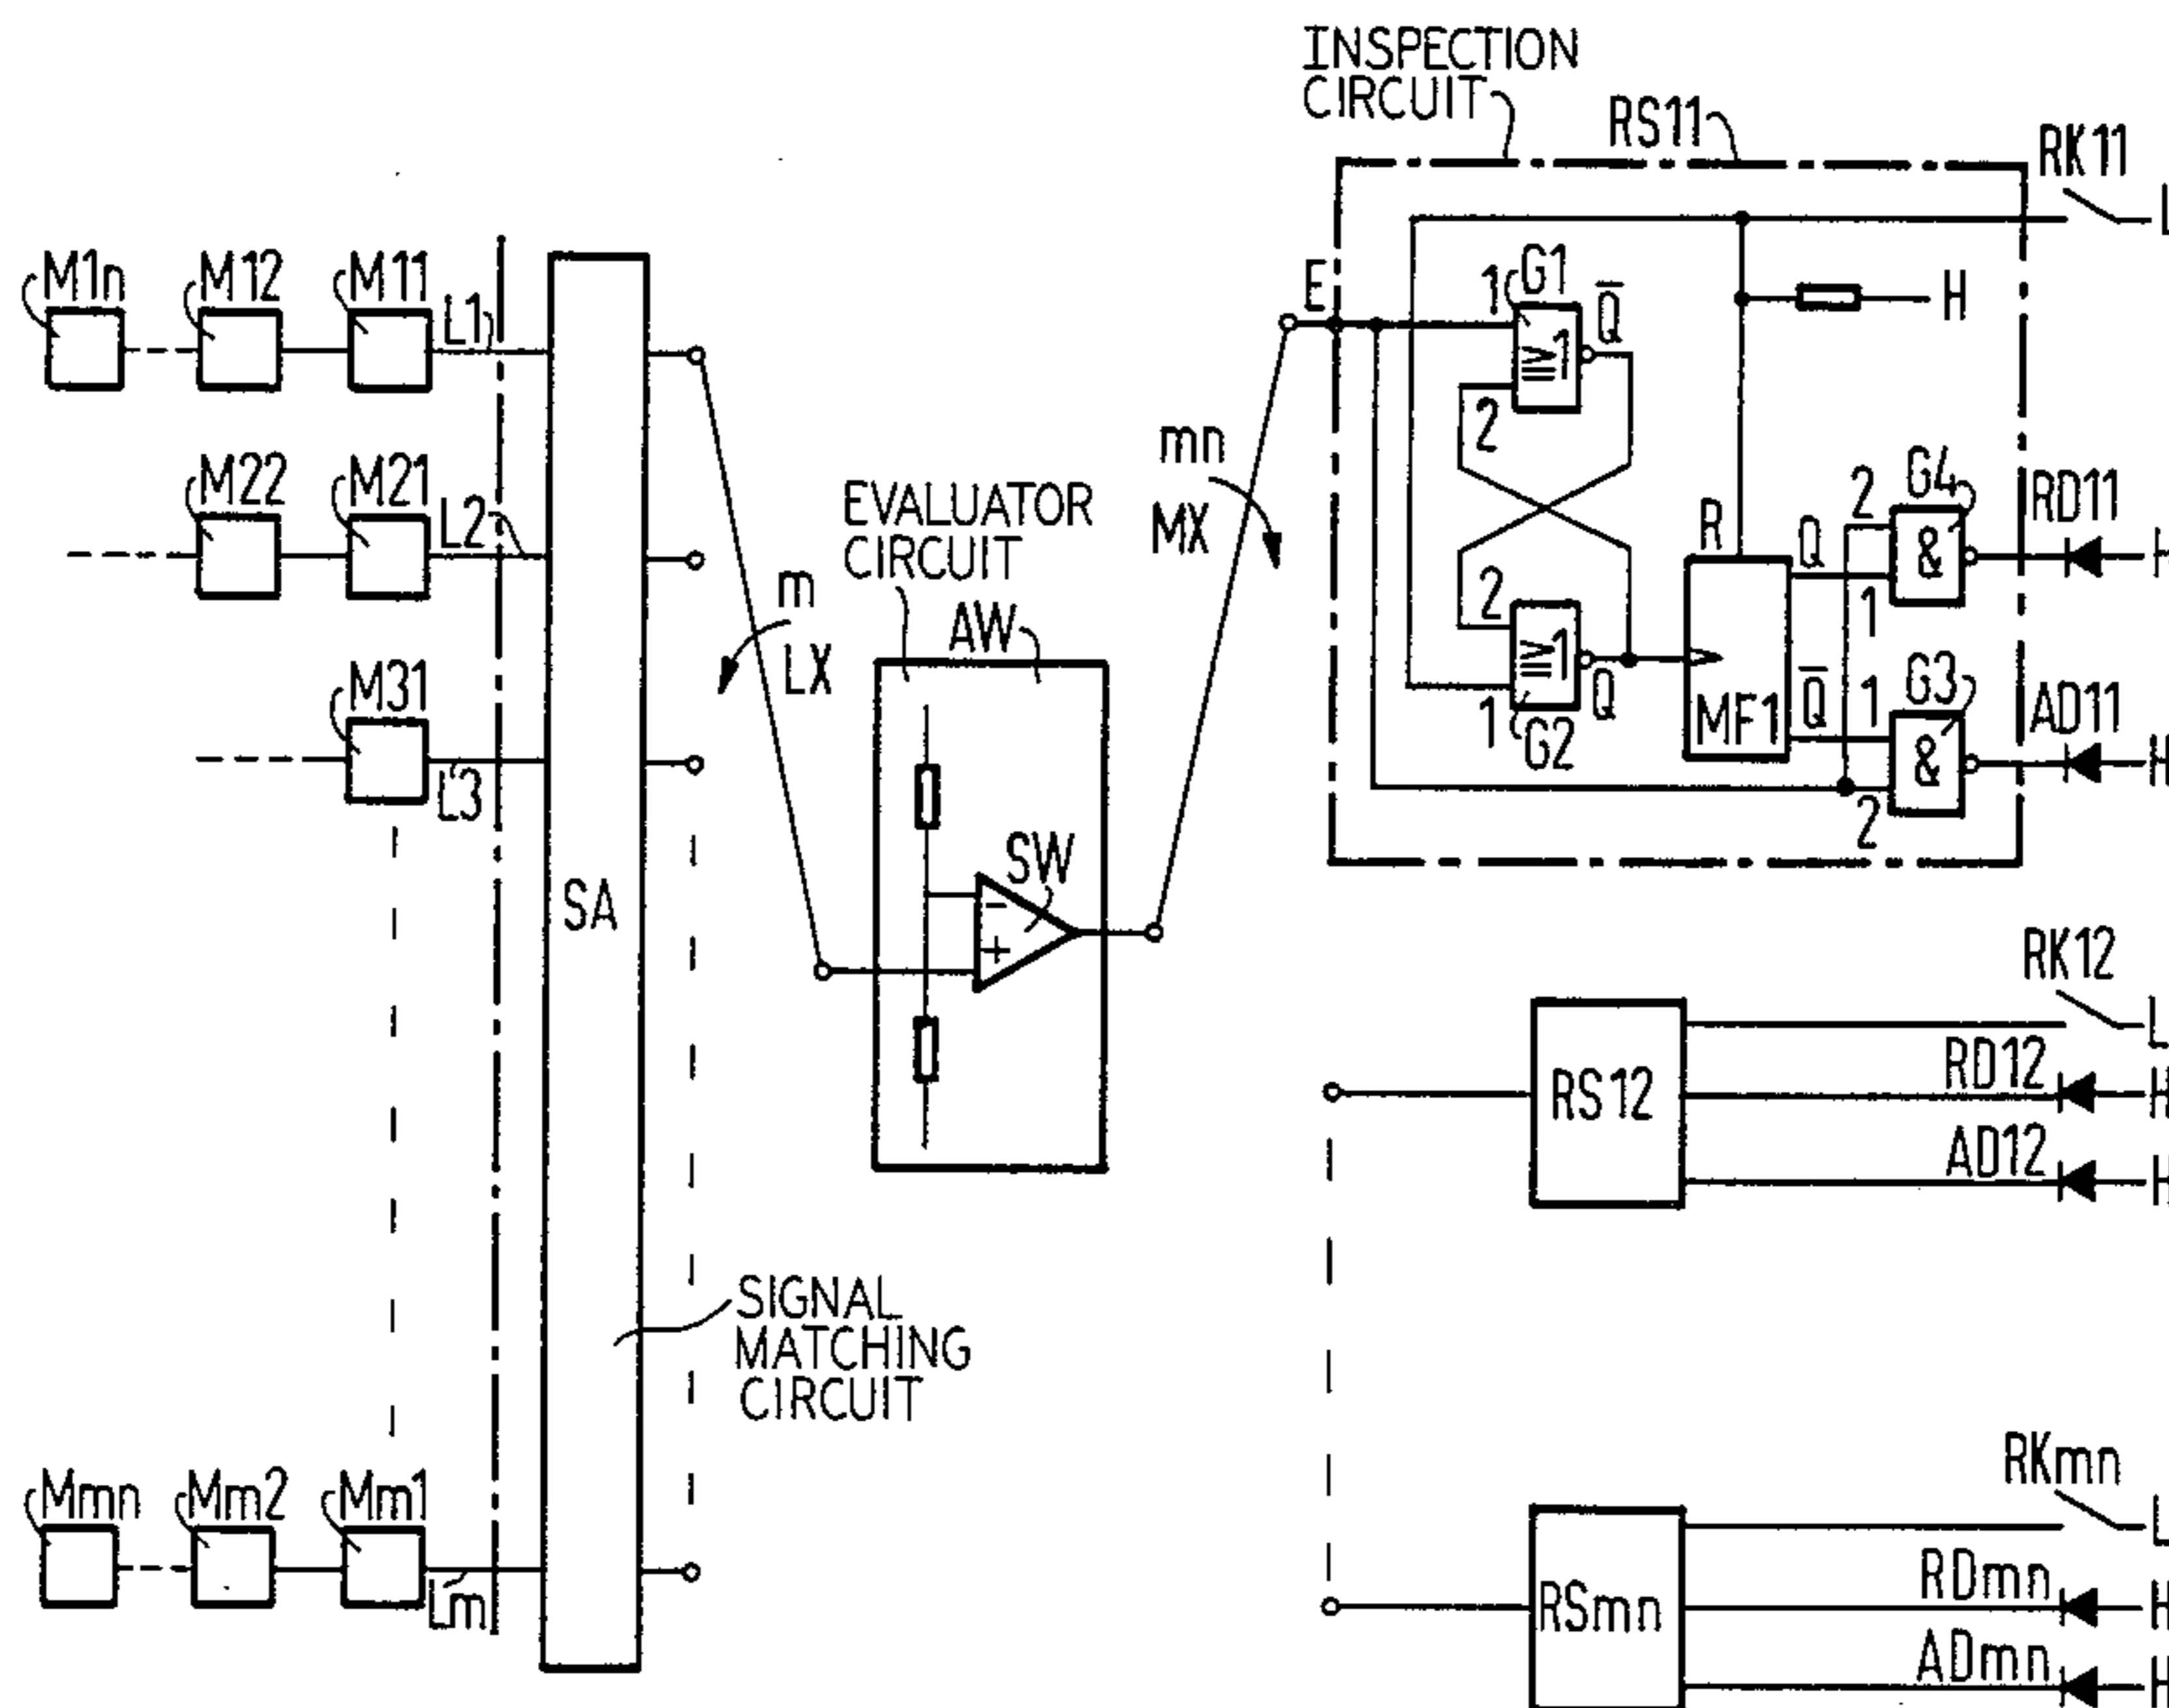 INSPECTION
CIRCUIT
RS11
RK11
L
H
M1n
M12
M11
L1
E
1
G1
Q̅
≥1
2
M22
M21
L2
EVALUATOR
CIRCUIT
AW
m
LX
mn
MX
2
≥1
1
G2
Q
R
MF1
Q
Q̅
2
G4
&
1
RD11
H
1
G3
&
2
AD11
H
M31
L3
SA
SW
-
+
RK12
L
RS12
RD12
H
AD12
H
SIGNAL
MATCHING
CIRCUIT
Mmn
Mm2
Mm1
Lm
RKmn
L
RSmn
RDmn
H
ADmn
H